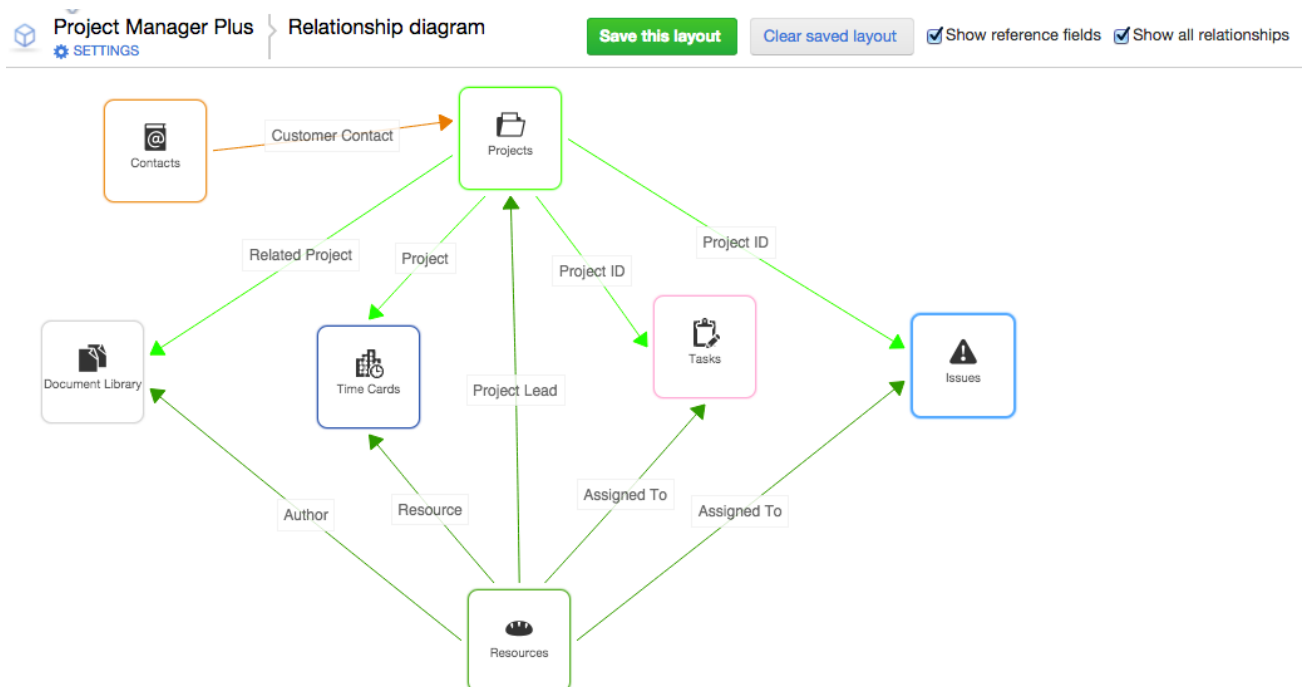 Project Manager Plus
Relationship diagram
SETTINGS
Save this layout
Clear saved layout
Show reference fields
Show all relationships
Contacts
Customer Contact
Projects
Related Project
Project
Project ID
Project ID
Document Library
Time Cards
Project Lead
Tasks
Issues
Author
Resource
Assigned To
Assigned To
Resources